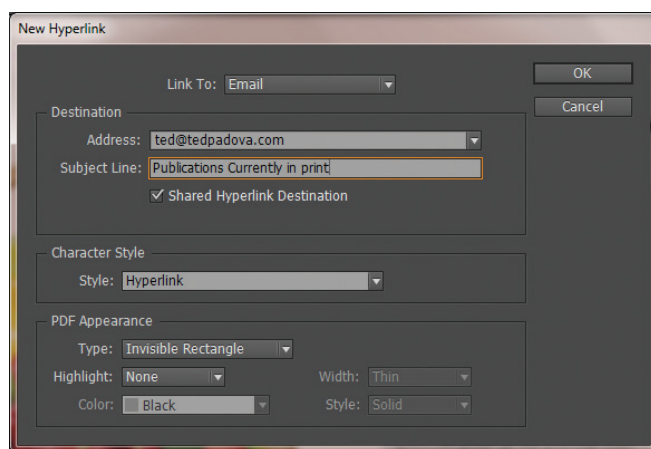 New Hyperlink
Link To: Email
OK
Cancel
Destination
Address: ted@tedpadova.com
Subject Line: Publications Currently in print
Shared Hyperlink Destination
Character Style
Style: Hyperlink
PDF Appearance
Type: Invisible Rectangle
Highlight: None Width: Thin
Color: Black Style: Solid